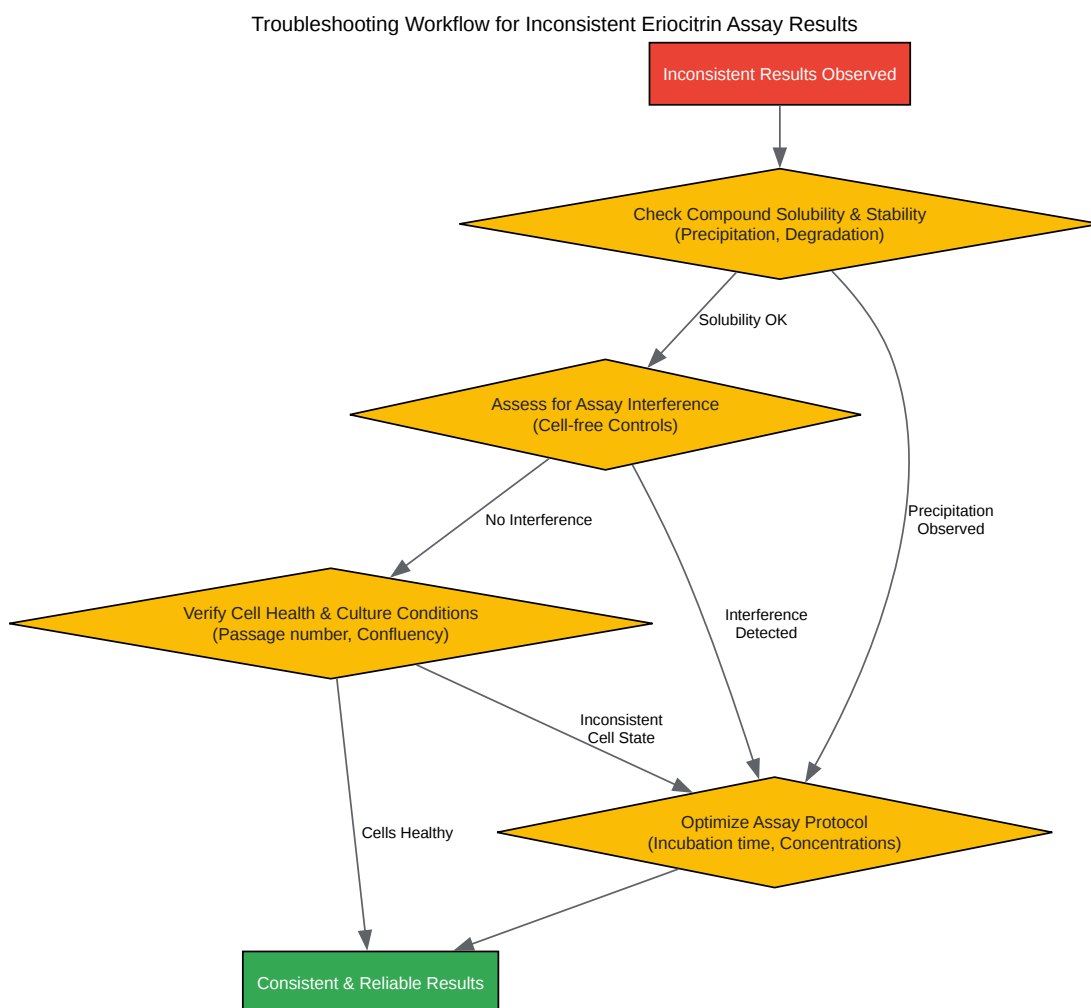 Troubleshooting Workflow for Inconsistent Eriocitrin Assay Results
Inconsistent Results Observed
Check Compound Solubility & Stability
(Precipitation, Degradation)
Solubility OK
Assess for Assay Interference
(Cell-free Controls)
No Interference
Precipitation
Observed
Verify Cell Health & Culture Conditions
(Passage number, Confluency)
Interference
Detected
Inconsistent
Cell State
Cells Healthy
Optimize Assay Protocol
(Incubation time, Concentrations)
Consistent & Reliable Results